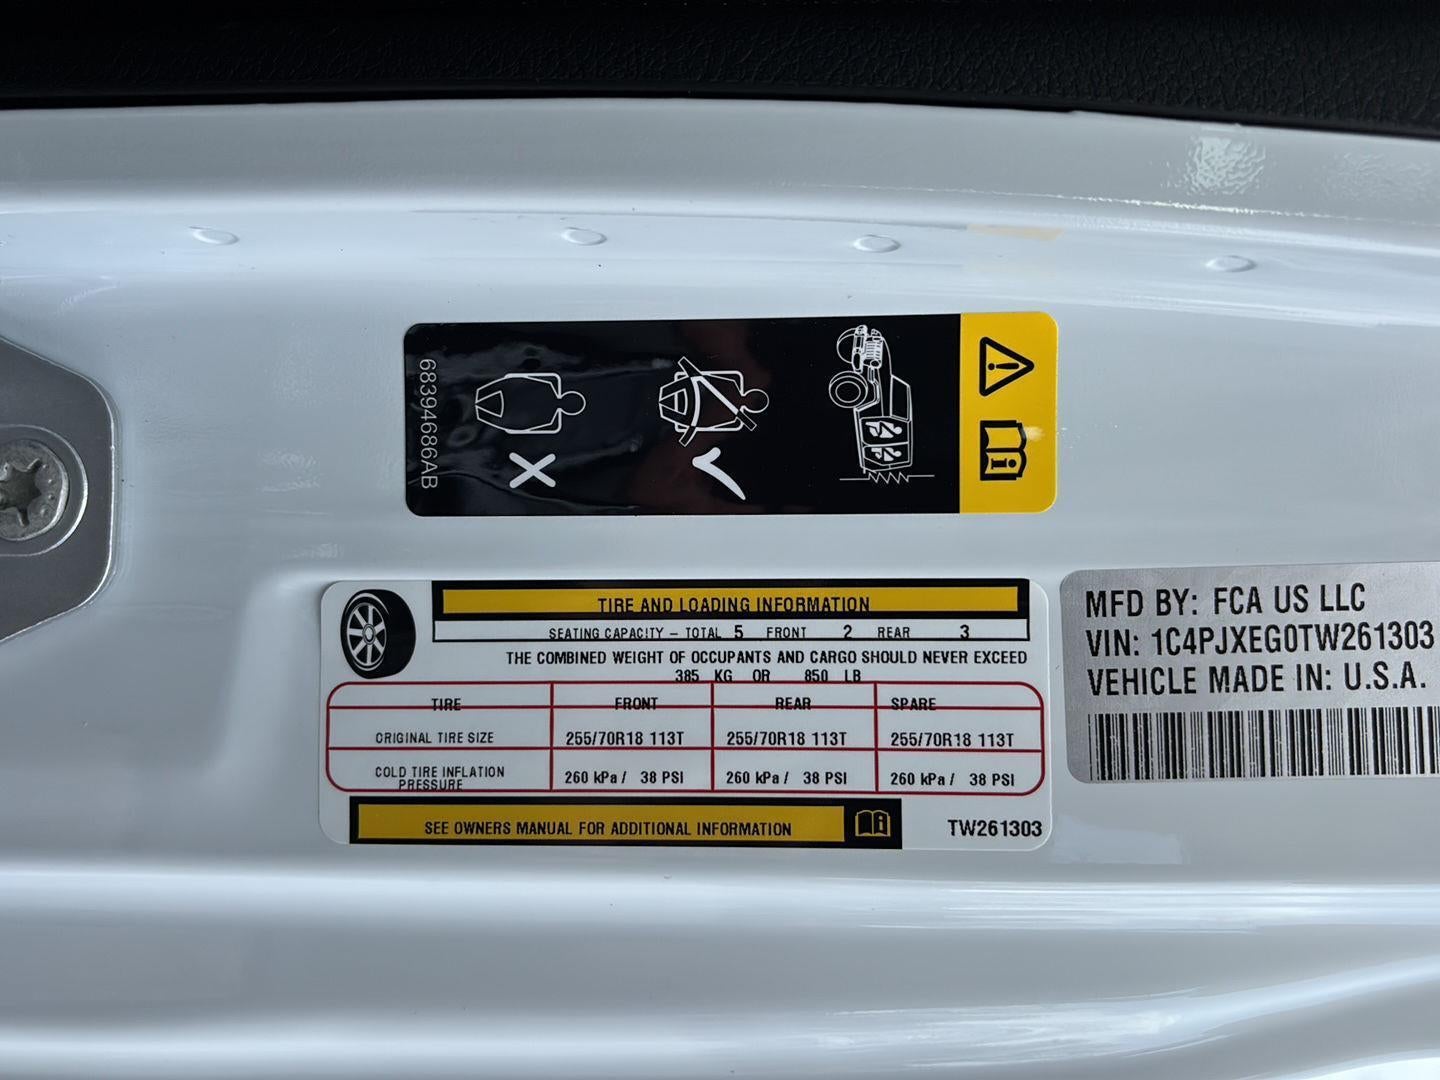 68394686AB
TIRE AND LOADING INFORMATION
SEATING CAPACITY – TOTAL 5 FRONT 2 REAR 3
THE COMBINED WEIGHT OF OCCUPANTS AND CARGO SHOULD NEVER EXCEED
385 KG OR 850 LB
TIRE FRONT REAR SPARE
ORIGINAL TIRE SIZE 255/70R18 113T 255/70R18 113T 255/70R18 113T
COLD TIRE INFLATION
PRESSURE 260 kPa / 38 PSI 260 kPa / 38 PSI 260 kPa / 38 PSI
SEE OWNERS MANUAL FOR ADDITIONAL INFORMATION
TW261303
MFD BY: FCA US LLC
VIN: 1C4PJXEG0TW261303
VEHICLE MADE IN: U.S.A.